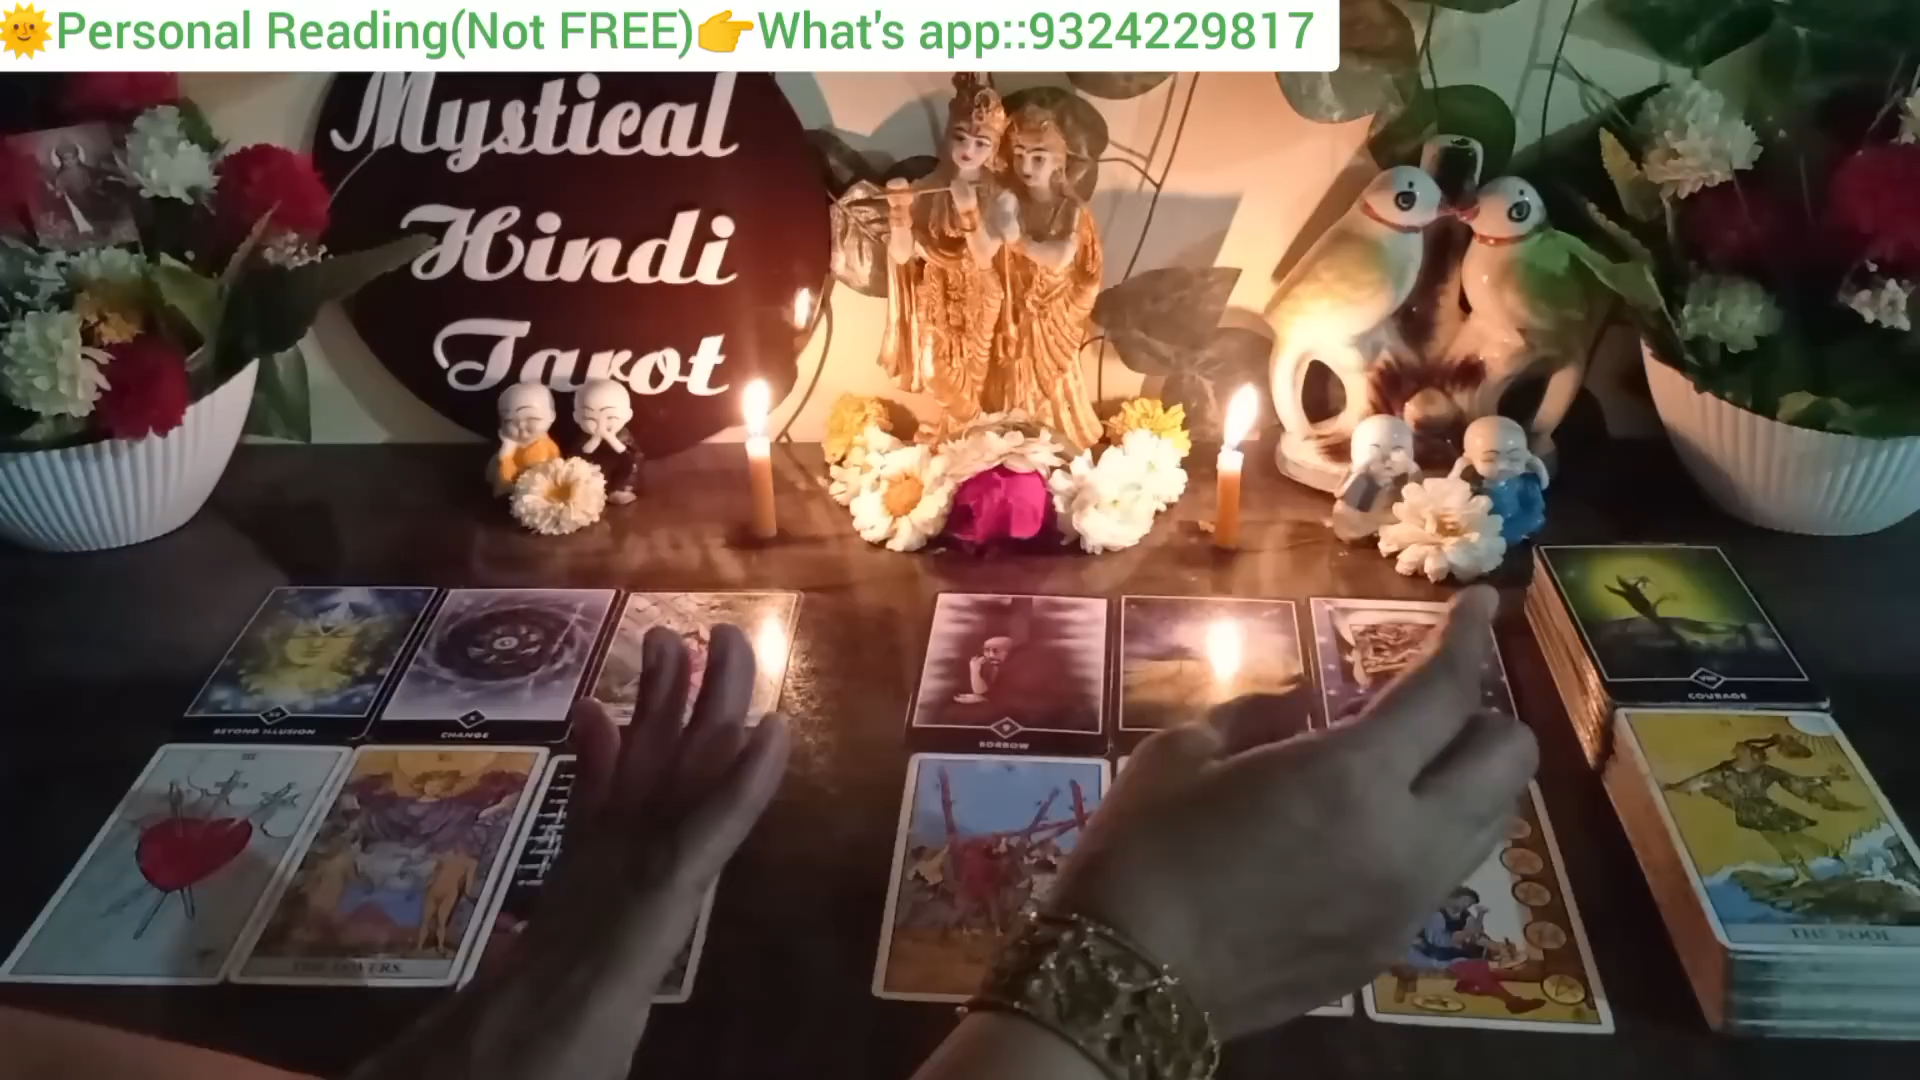 🌞Personal Reading(Not FREE)👉What's app::9324229817
Mystical
Hindi
Tarot
BEYOND ILLUSION
CHANGE
SORROW
COURAGE
THE LOVERS.
THE FOOL.